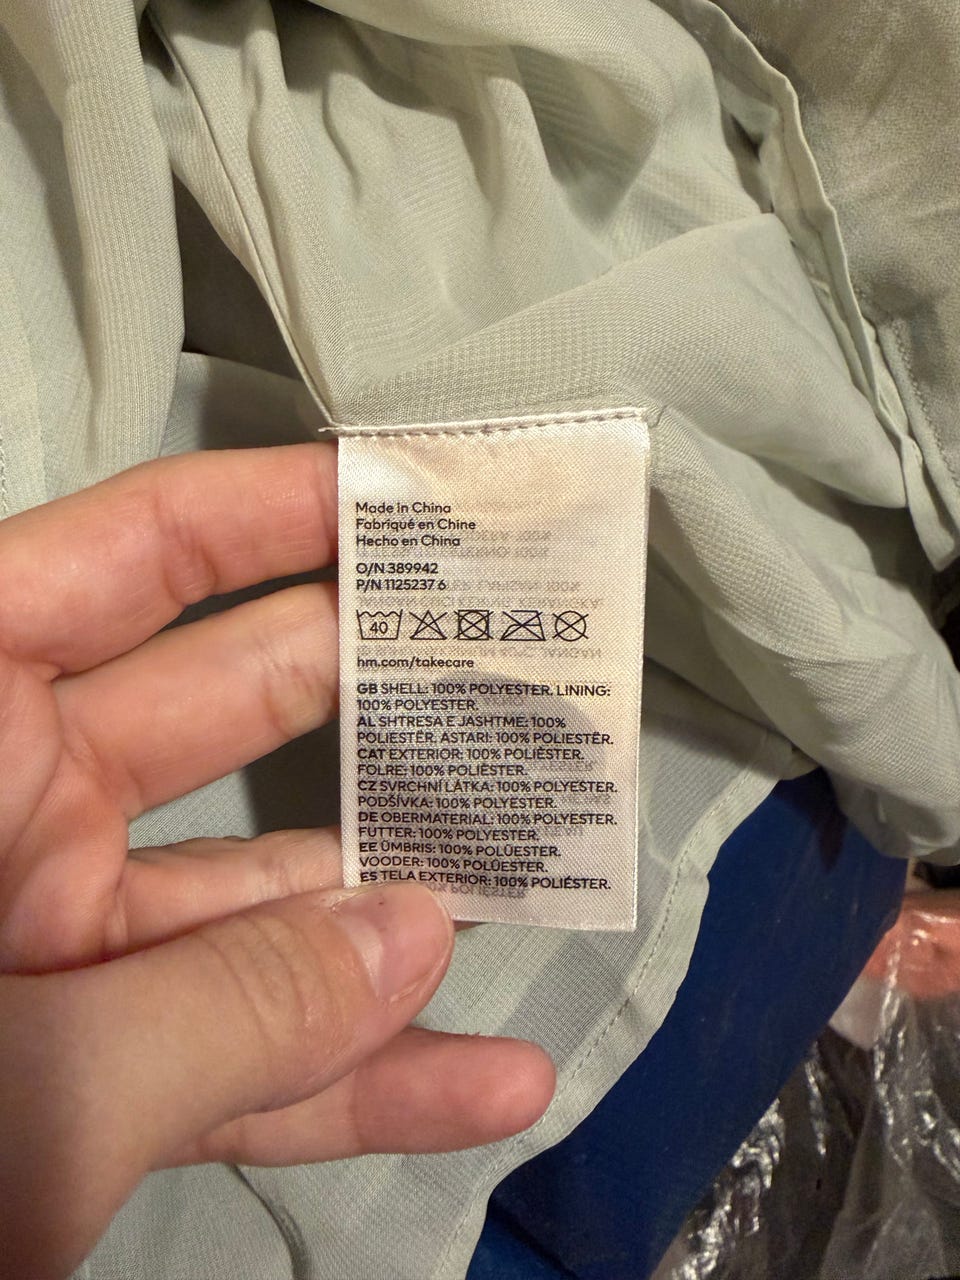 Made in China
Fabriqué en Chine
Hecho en China
O/N 389942
P/N 1125237 6
40
hm.com/takecare
GB SHELL: 100% POLYESTER. LINING:
100% POLYESTER.
AL SHTRESA E JASHTME: 100%
POLIESTËR. ASTARI: 100% POLIESTËR.
CAT EXTERIOR: 100% POLIÈSTER.
FOLRE: 100% POLIÈSTER.
CZ SVRCHNÍ LÁTKA: 100% POLYESTER.
PODŠÍVKA: 100% POLYESTER.
DE OBERMATERIAL: 100% POLYESTER.
FUTTER: 100% POLYESTER.
EE ÜMBRIS: 100% POLÜESTER.
VOODER: 100% POLÜESTER.
ES TELA EXTERIOR: 100% POLIÉSTER.